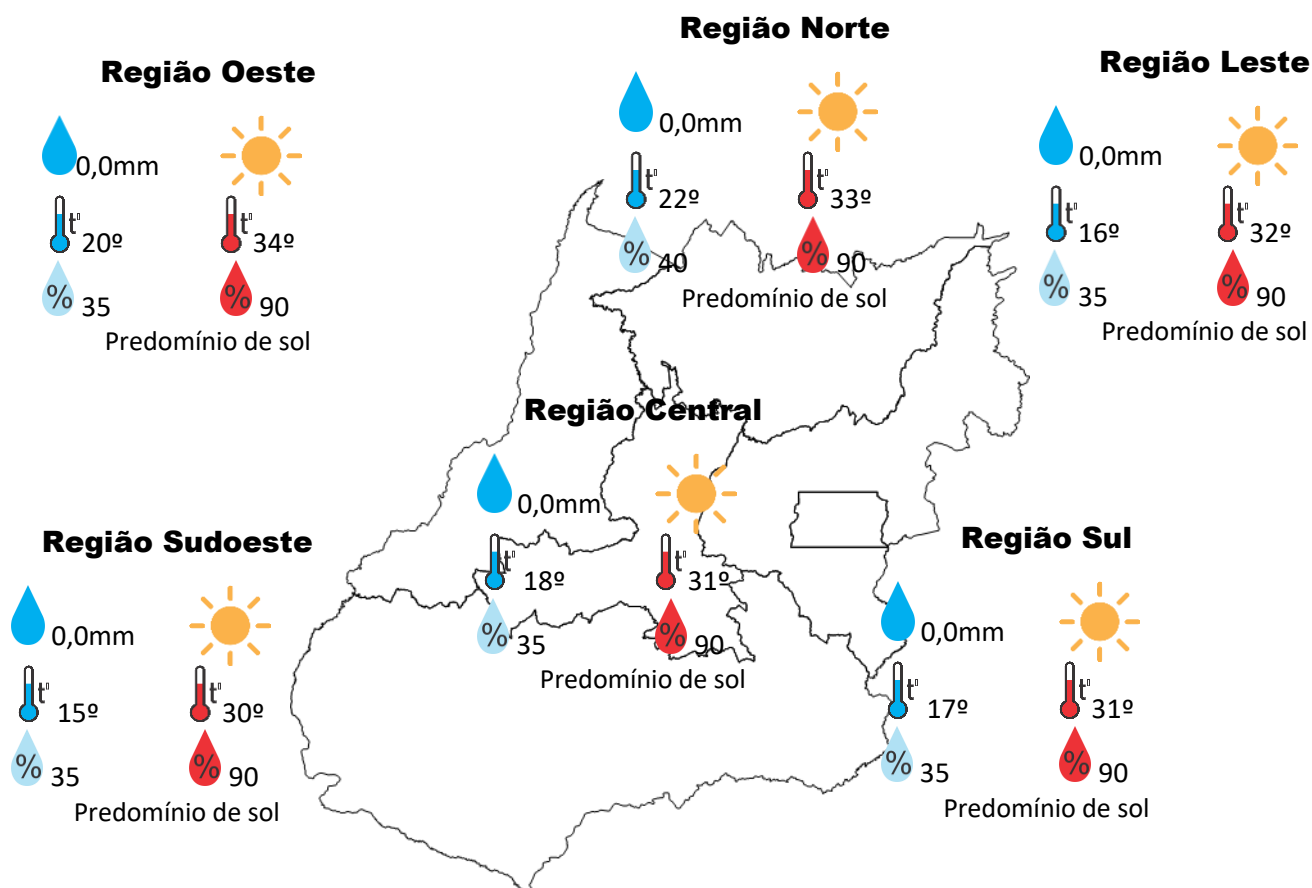 Região Norte
0,0mm
t°
22º
t°
33º
% 40
% 90
Predomínio de sol
Região Oeste
0,0mm
t°
20º
t°
34º
% 35
% 90
Predomínio de sol
Região Leste
0,0mm
t°
16º
t°
32º
% 35
% 90
Predomínio de sol
Região Central
0,0mm
t°
18º
t°
31º
% 35
% 90
Predomínio de sol
Região Sudoeste
0,0mm
t°
15º
t°
30º
% 35
% 90
Predomínio de sol
Região Sul
0,0mm
t°
17º
t°
31º
% 35
% 90
Predomínio de sol